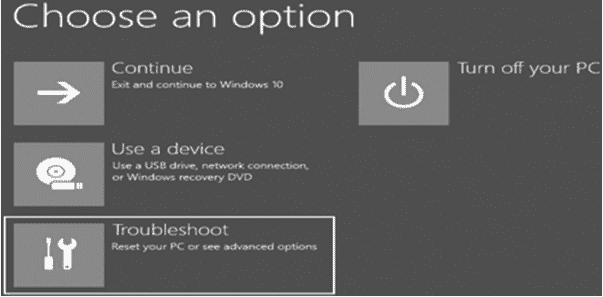 Choose an option
Continue
Exit and continue to Windows 10
Turn off your PC
Use a device
Use a USB drive, network connection,
or Windows recovery DVD
Troubleshoot
Reset your PC or see advanced options